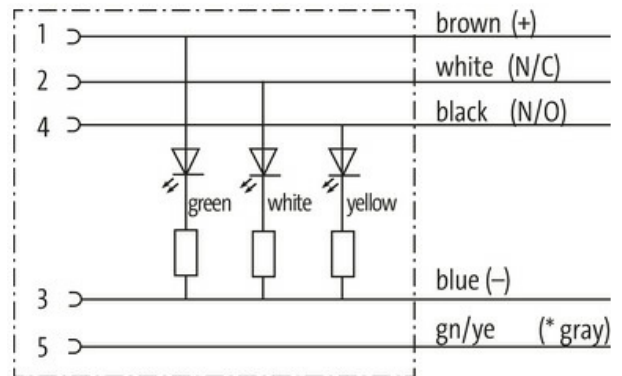 1 brown (+)
2 white (N/C)
4 black (N/O)
green white yellow
3 blue (–)
5 gn/ye (* gray)